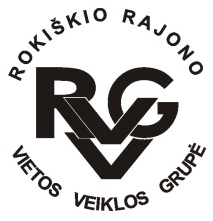 ROKIŠKIO RAJONO
RVVG
VIETOS VEIKLOS GRUPĖ